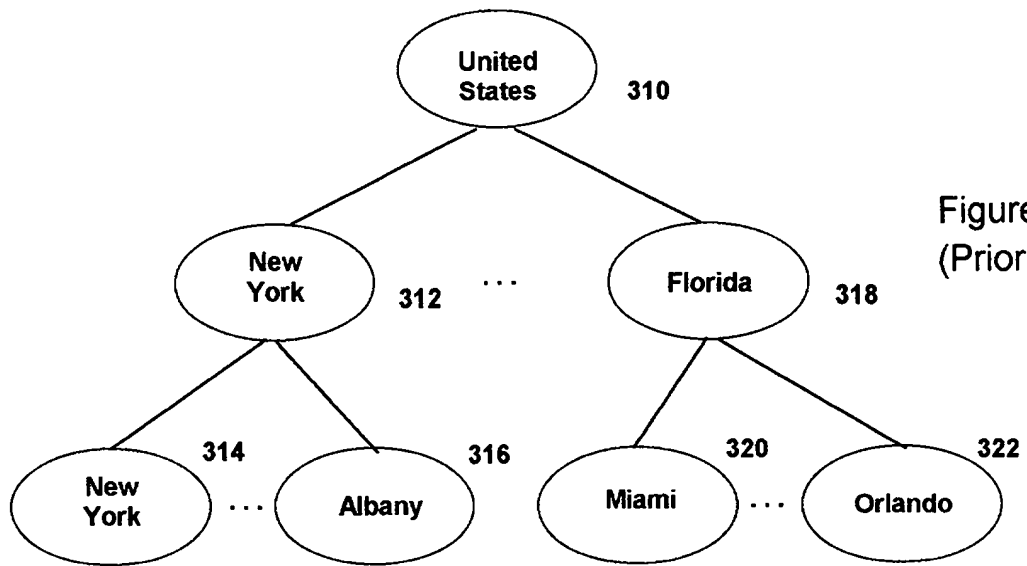 United
States
310
Figure
(Prior
New
York
312
...
Florida
318
314
316
320
322
New
York
...
Albany
Miami
...
Orlando